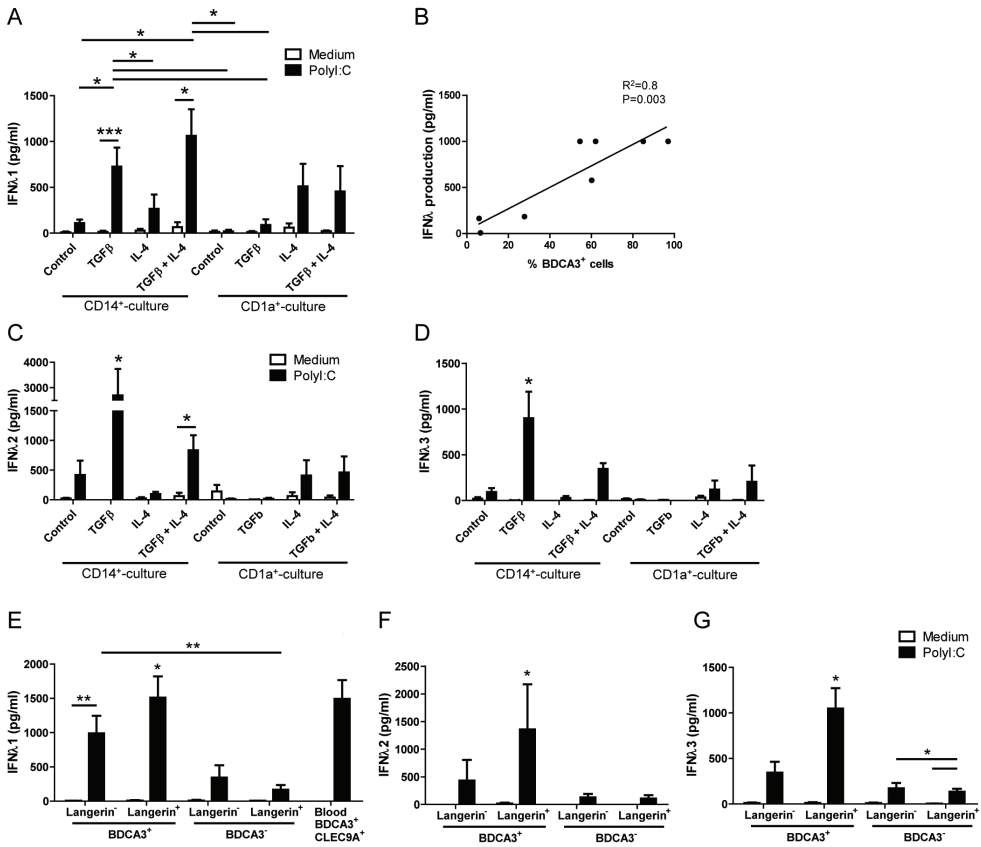 A
*
*
*
*
Medium
PolyI:C
*
***
1500
1000
500
0
IFNλ1 (pg/ml)
Control
TGFβ
IL-4
TGFβ + IL-4
Control
TGFβ
IL-4
TGFβ + IL-4
CD14⁺-culture
CD1a⁺-culture
B
R²=0.8
P=0.003
1500
1000
500
0
IFNλ production (pg/ml)
0
20
40
60
80
100
% BDCA3⁺ cells
C
Medium
PolyI:C
*
*
4000
3000
2000
1500
1000
500
0
IFNλ2 (pg/ml)
Control
TGFβ
IL-4
TGFβ + IL-4
Control
TGFb
IL-4
TGFb + IL-4
CD14⁺-culture
CD1a⁺-culture
D
*
1500
1000
500
0
IFNλ3 (pg/ml)
Control
TGFβ
IL-4
TGFβ + IL-4
Control
TGFb
IL-4
TGFb + IL-4
CD14⁺-culture
CD1a⁺-culture
E
**
**
*
2000
1500
1000
500
0
IFNλ1 (pg/ml)
Langerin⁻
Langerin⁺
Langerin⁻
Langerin⁺
BDCA3⁺
BDCA3⁻
Blood
BDCA3⁺
CLEC9A⁺
F
*
2500
2000
1500
1000
500
0
IFNλ2 (pg/ml)
Langerin⁻
Langerin⁺
Langerin⁻
Langerin⁺
BDCA3⁺
BDCA3⁻
G
Medium
PolyI:C
*
*
1500
1000
500
0
IFNλ3 (pg/ml)
Langerin⁻
Langerin⁺
Langerin⁻
Langerin⁺
BDCA3⁺
BDCA3⁻